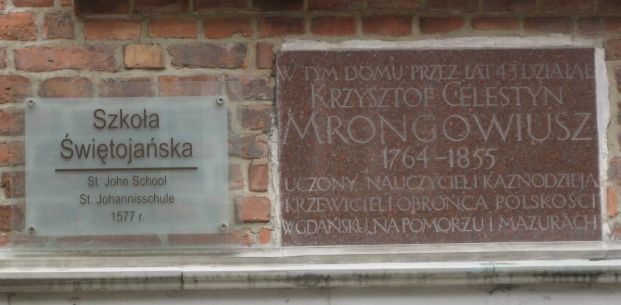 Szkoła
Świętojańska
St. John School
St. Johannisschule
1577 r.
W TYM DOMU PRZEZ LAT 43 DZIAŁAŁ
KRZYSZTOF CELESTYN
MRONGOWIUSZ
1764-1855
UCZONY, NAUCZYCIEL I KAZNODZIEJA
KRZEWICIEL I OBROŃCA POLSKOŚCI
W GDAŃSKU, NA POMORZU I MAZURACH